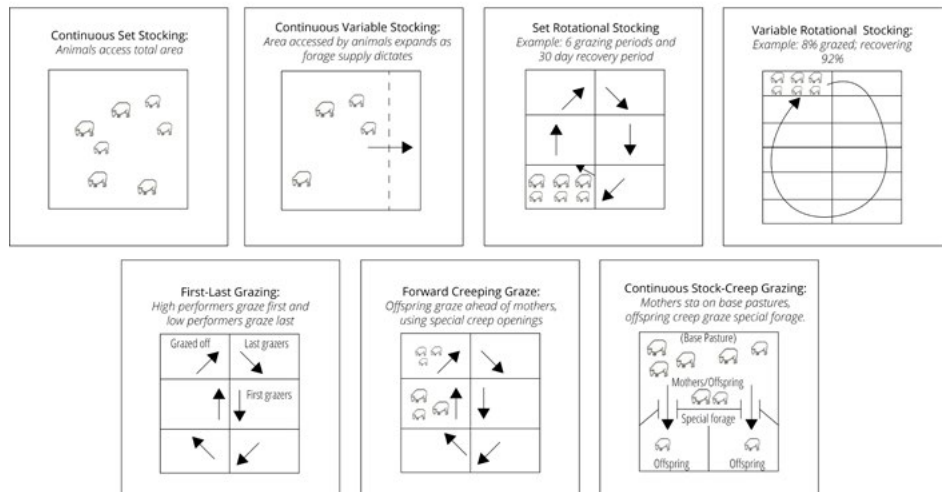 Continuous Set Stocking:
Animals access total area
Continuous Variable Stocking:
Area accessed by animals expands as
forage supply dictates
Set Rotational Stocking
Example: 6 grazing periods and
30 day recovery period
Variable Rotational Stocking:
Example: 8% grazed; recovering
92%
First-Last Grazing:
High performers graze first and
low performers graze last
Grazed off
Last grazers
First grazers
Forward Creeping Graze:
Offspring graze ahead of mothers,
using special creep openings
Continuous Stock-Creep Grazing:
Mothers sta on base pastures,
offspring creep graze special forage.
(Base Pasture)
Mothers/Offspring
Special forage
Offspring
Offspring